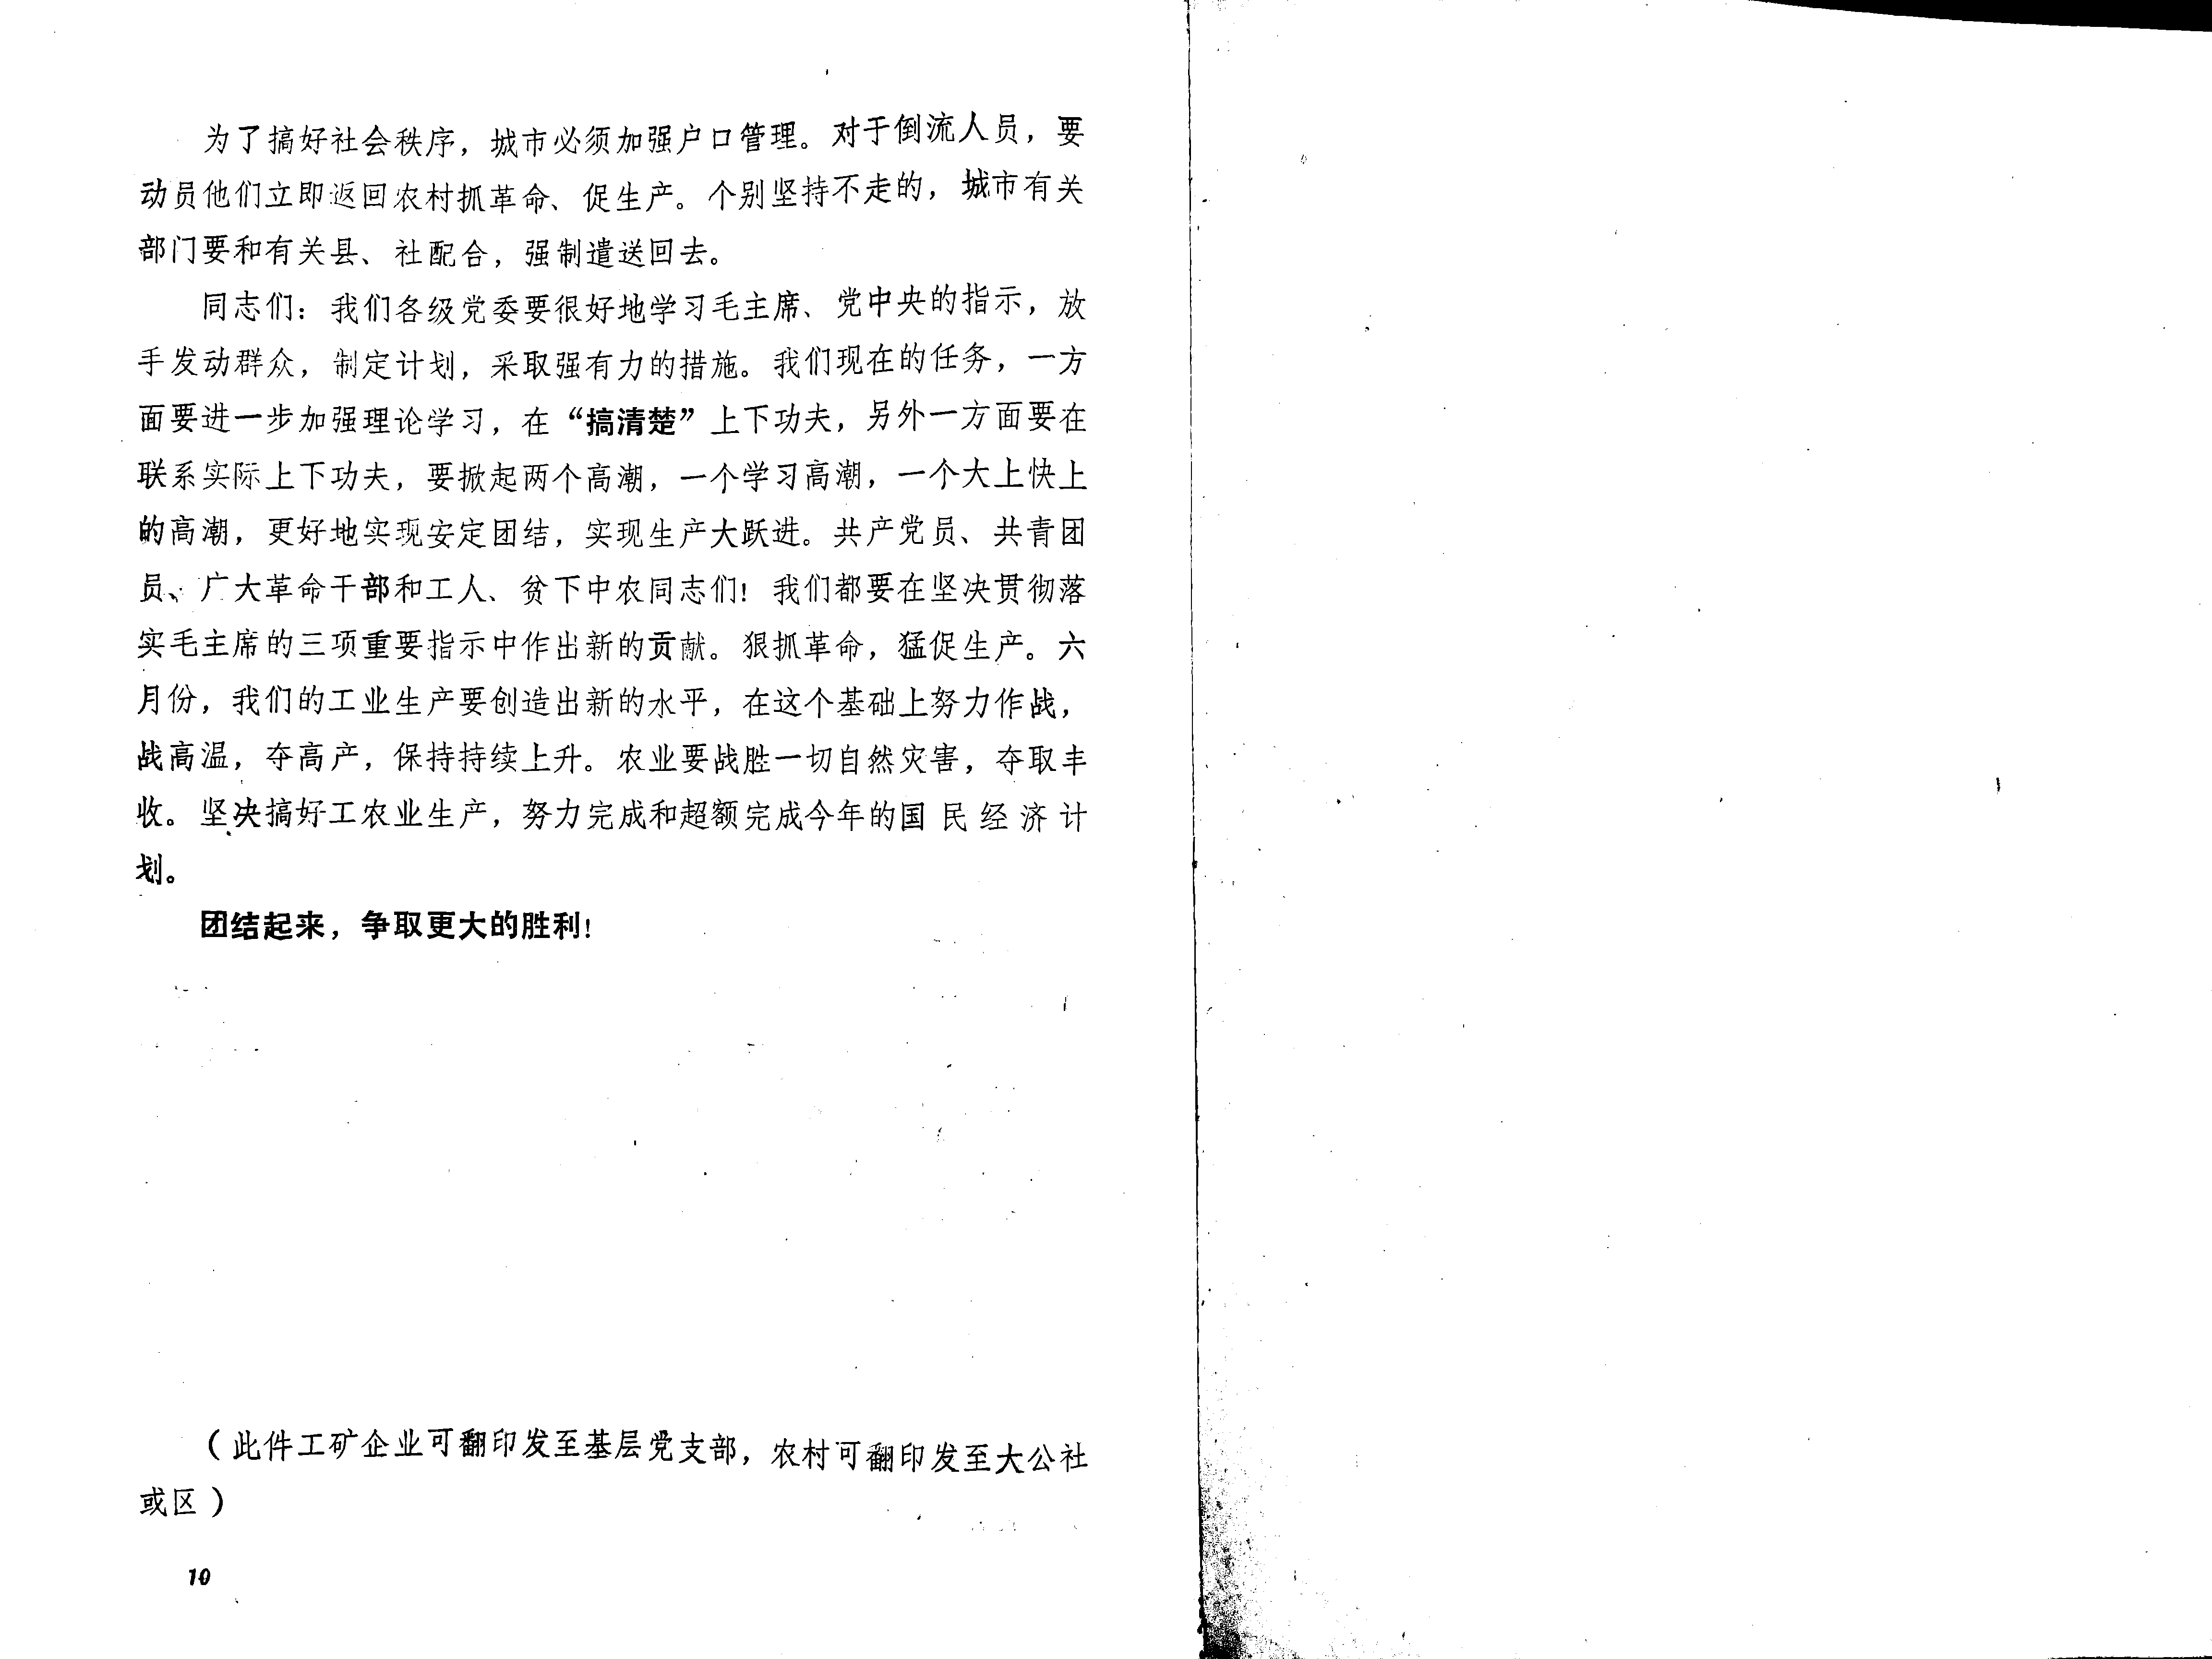 为了搞好社会秩序，城市必须加强户口管理。对于倒流人员，要
动员他们立即返回农村抓革命、促生产。个别坚持不走的，城市有关
部门要和有关县、社配合，强制遣送回去。
同志们：我们各级党委要很好地学习毛主席、党中央的指示，放
手发动群众，制定计划，采取强有力的措施。我们现在的任务，一方
面要进一步加强理论学习，在“搞清楚”上下功夫，另外一方面要在
联系实际上下功夫，要掀起两个高潮，一个学习高潮，一个大上快上
的高潮，更好地实现安定团结，实现生产大跃进。共产党员、共青团
员、广大革命干部和工人、贫下中农同志们！我们都要在坚决贯彻落
实毛主席的三项重要指示中作出新的贡献。狠抓革命，猛促生产。六
月份，我们的工业生产要创造出新的水平，在这个基础上努力作战，
战高温，夺高产，保持持续上升。农业要战胜一切自然灾害，夺取丰
收。坚决搞好工农业生产，努力完成和超额完成今年的国民经济计
划。
团结起来，争取更大的胜利！
（此件工矿企业可翻印发至基层党支部，农村可翻印发至大公社
或区）
10